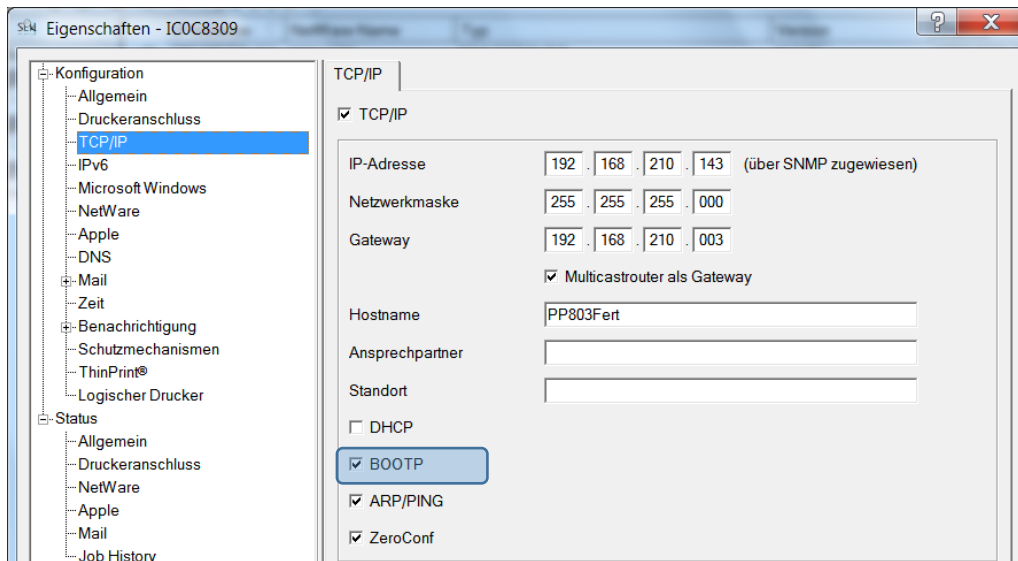 SEH Eigenschaften - IC0C8309
Konfiguration
Allgemein
Druckeranschluss
TCP/IP
IPv6
Microsoft Windows
NetWare
Apple
DNS
Mail
Zeit
Benachrichtigung
Schutzmechanismen
ThinPrint®
Logischer Drucker
Status
Allgemein
Druckeranschluss
NetWare
Apple
Mail
Job History
TCP/IP
TCP/IP
IP-Adresse 192 . 168 . 210 . 143 (über SNMP zugewiesen)
Netzwerkmaske 255 . 255 . 255 . 000
Gateway 192 . 168 . 210 . 003
Multicastrouter als Gateway
Hostname PP803Fert
Ansprechpartner
Standort
DHCP
BOOTP
ARP/PING
ZeroConf